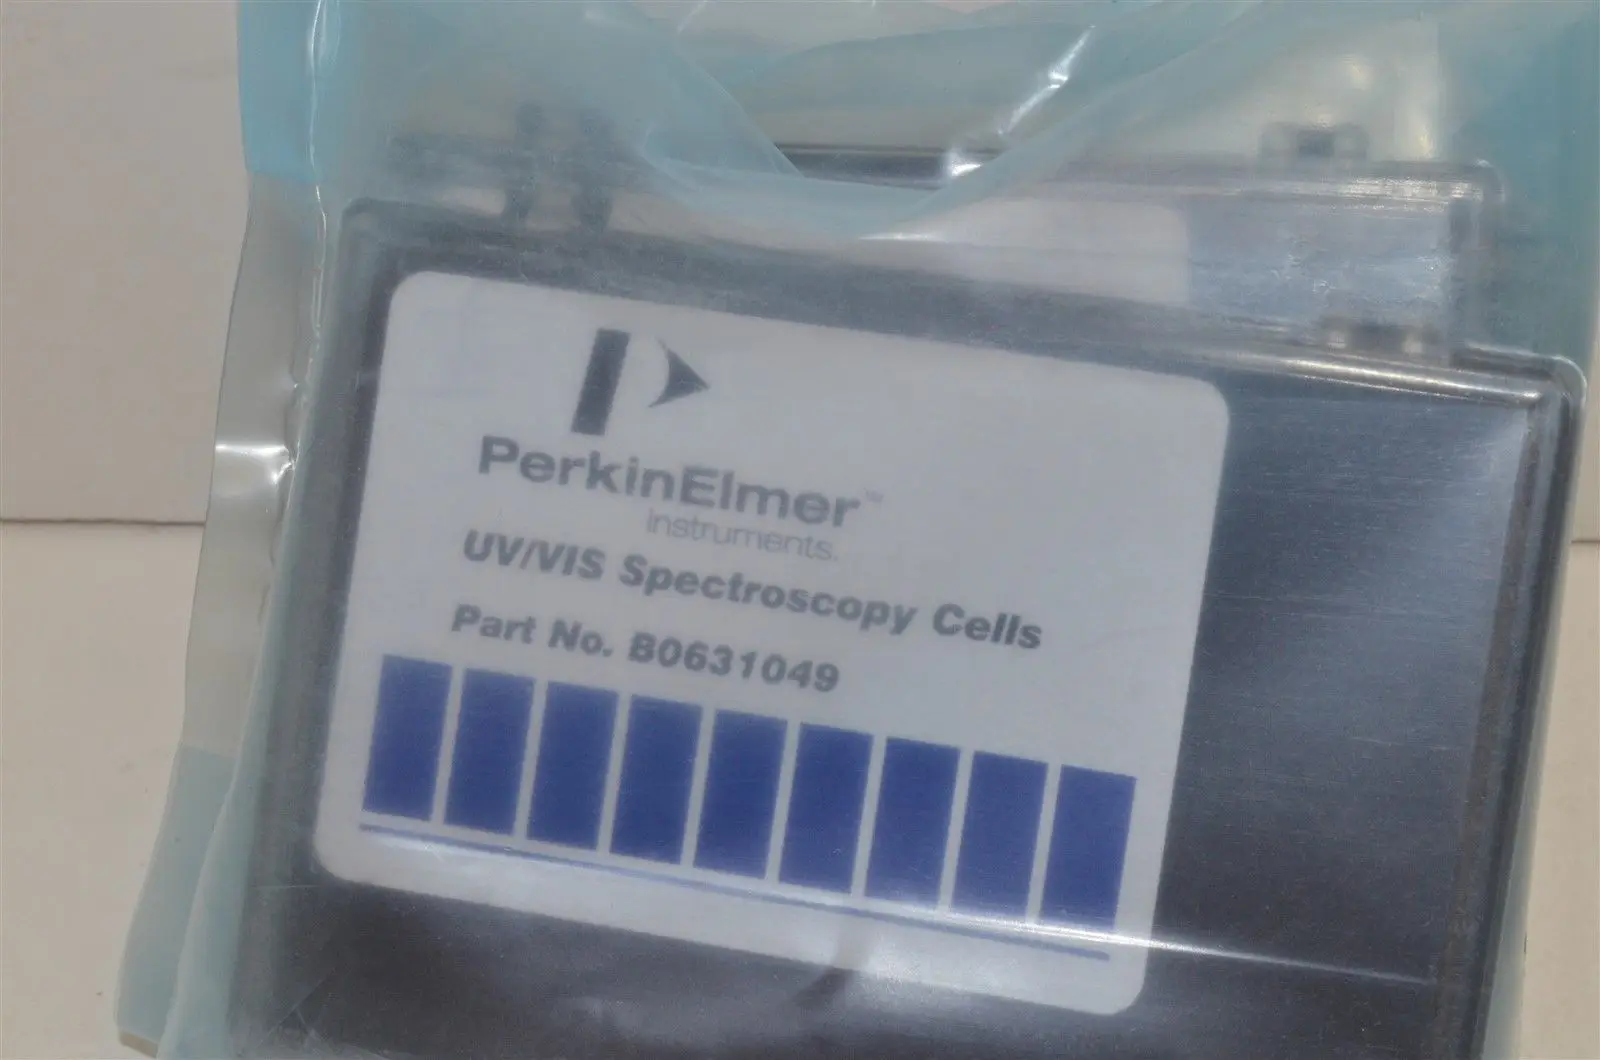 PerkinElmer™
instruments.
UV/VIS Spectroscopy Cells
Part No. B0631049